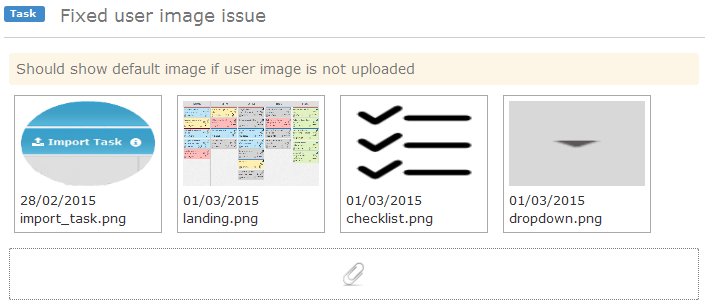 Task Fixed user image issue
Should show default image if user image is not uploaded
Import Task
28/02/2015 01/03/2015 01/03/2015 01/03/2015
import_task.png landing.png checklist.png dropdown.png